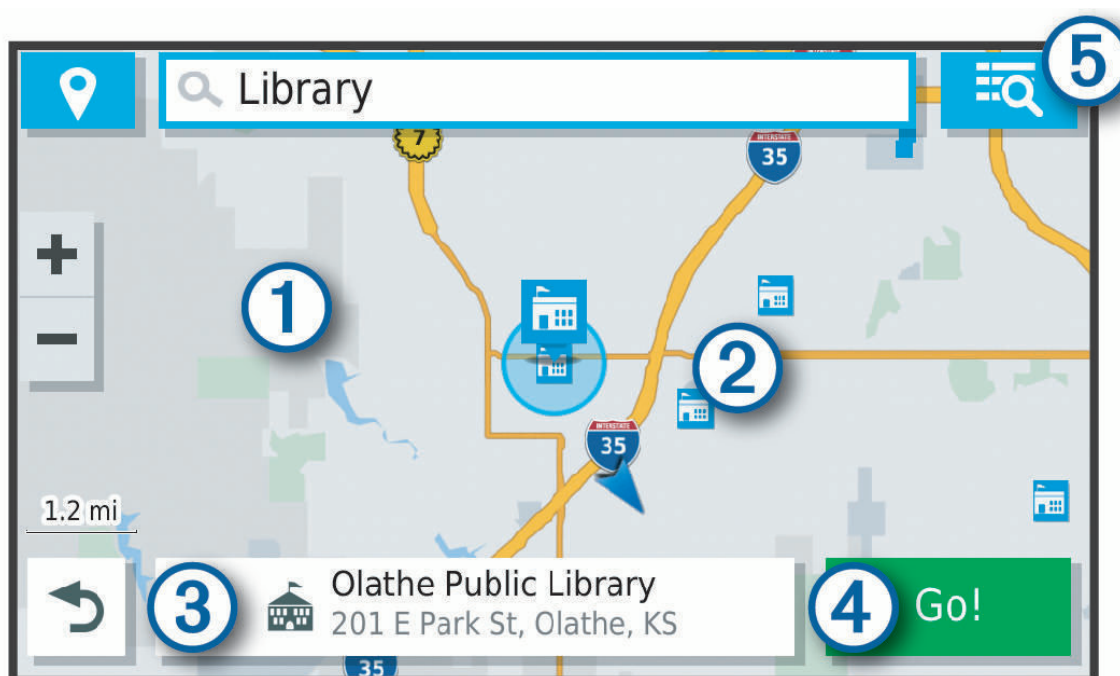 5
Library
7
INTERSTATE
35
+
−
1
2
INTERSTATE
35
1.2 mi
3
Olathe Public Library
201 E Park St, Olathe, KS
4
Go!
35